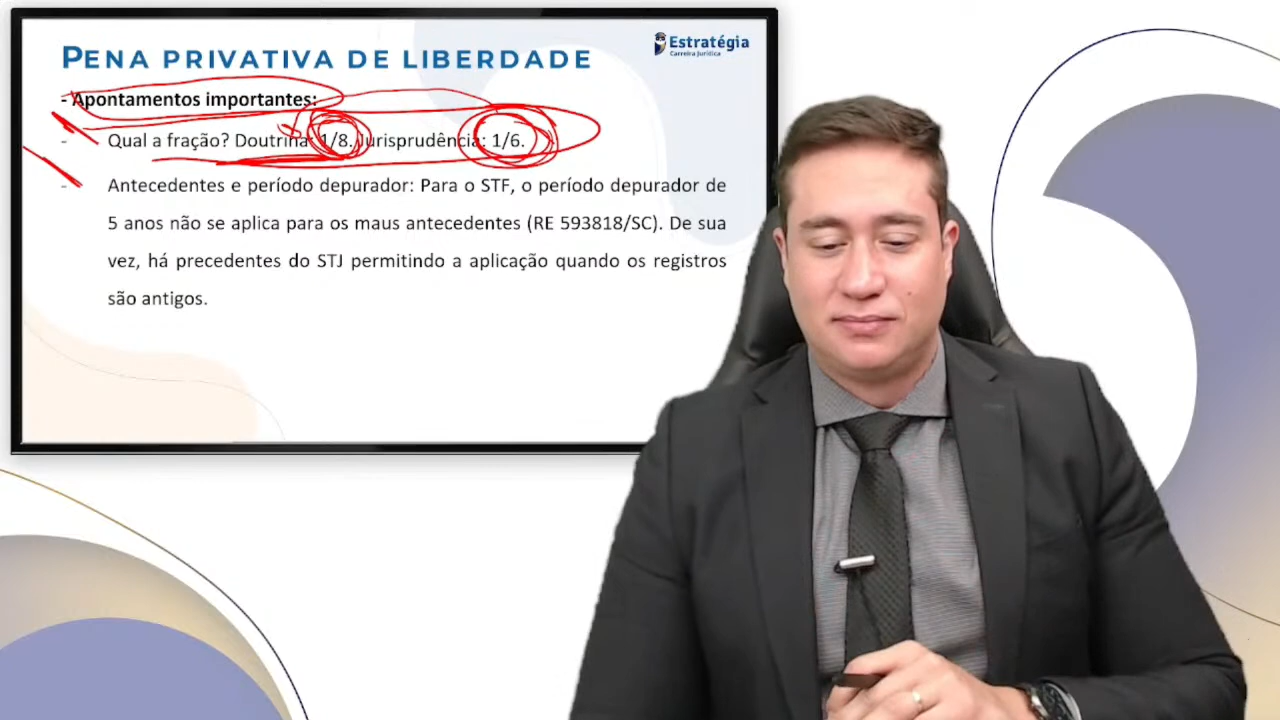 PENA PRIVATIVA DE LIBERDADE
Estratégia
Carreira Jurídica
- Apontamentos importantes:
- Qual a fração? Doutrina: 1/8. Jurisprudência: 1/6.
- Antecedentes e período depurador: Para o STF, o período depurador de
5 anos não se aplica para os maus antecedentes (RE 593818/SC). De sua
vez, há precedentes do STJ permitindo a aplicação quando os registros
são antigos.